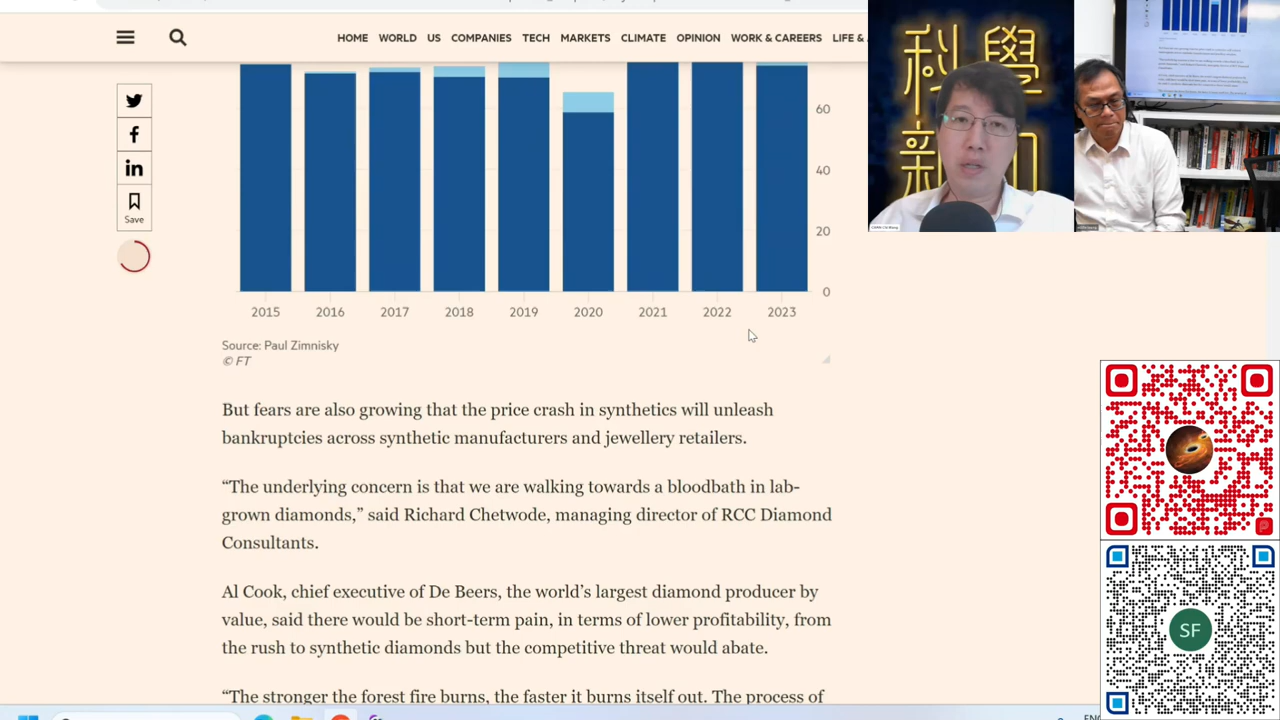 HOME WORLD US COMPANIES TECH MARKETS CLIMATE OPINION WORK & CAREERS LIFE &
Save
60
40
20
0
2015 2016 2017 2018 2019 2020 2021 2022 2023
Source: Paul Zimnisky
© FT
But fears are also growing that the price crash in synthetics will unleash
bankruptcies across synthetic manufacturers and jewellery retailers.
“The underlying concern is that we are walking towards a bloodbath in lab-
grown diamonds,” said Richard Chetwode, managing director of RCC Diamond
Consultants.
Al Cook, chief executive of De Beers, the world’s largest diamond producer by
value, said there would be short-term pain, in terms of lower profitability, from
the rush to synthetic diamonds but the competitive threat would abate.
“The stronger the forest fire burns, the faster it burns itself out. The process of
科學
新
SF
ENG